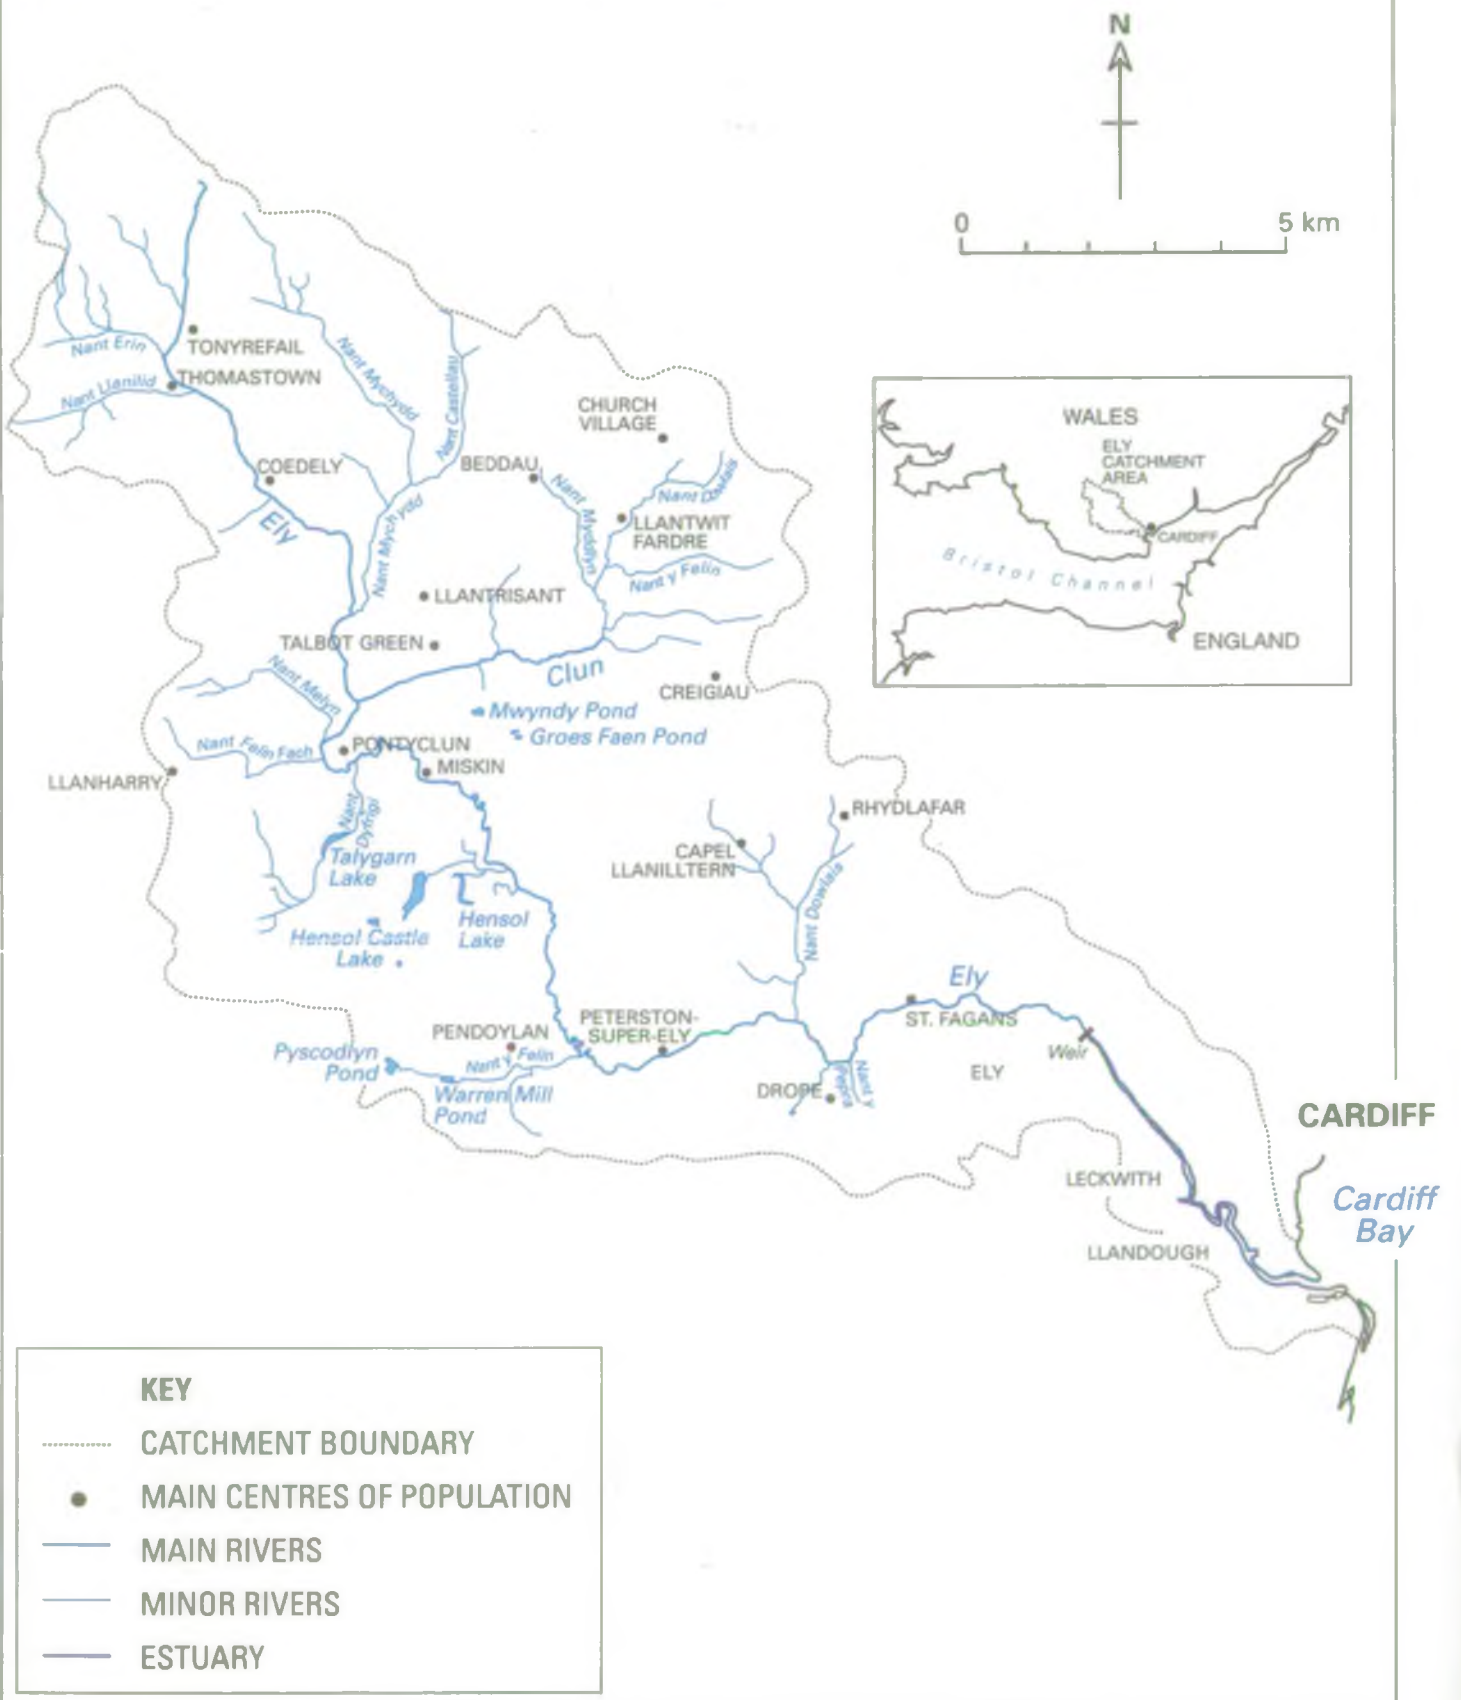 N
0 5 km
Nant Erin
TONYREFAIL
THOMASTOWN
Nant Llanilid
Nant Mychydd
Nant Castellau
CHURCH
VILLAGE
WALES
ELY
CATCHMENT
AREA
CARDIFF
Bristol Channel
ENGLAND
COEDELY
BEDDAU
Nant Myddlyn
Nant Dowlais
Ely
Nant Mychydd
LLANTWIT
FARDRE
Nant y Felin
LLANTRISANT
TALBOT GREEN
Clun
CREIGIAU
Nant Melyn
Mwyndy Pond
Groes Faen Pond
Nant Felin Fach
PONTYCLUN
MISKIN
LLANHARRY
Nant
Dyfrgi
Talygarn
Lake
RHYDLAFAR
CAPEL
LLANILLTERN
Nant Dowlais
Hensol Castle
Lake
Hensol
Lake
Ely
PENDOYLAN
PETERSTON-
SUPER-ELY
ST. FAGANS
Pyscodlyn
Pond
Nant y Felin
Warren Mill
Pond
Weir
ELY
DROPE
Nant y
CARDIFF
LECKWITH
Cardiff
Bay
LLANDOUGH
KEY
CATCHMENT BOUNDARY
MAIN CENTRES OF POPULATION
MAIN RIVERS
MINOR RIVERS
ESTUARY